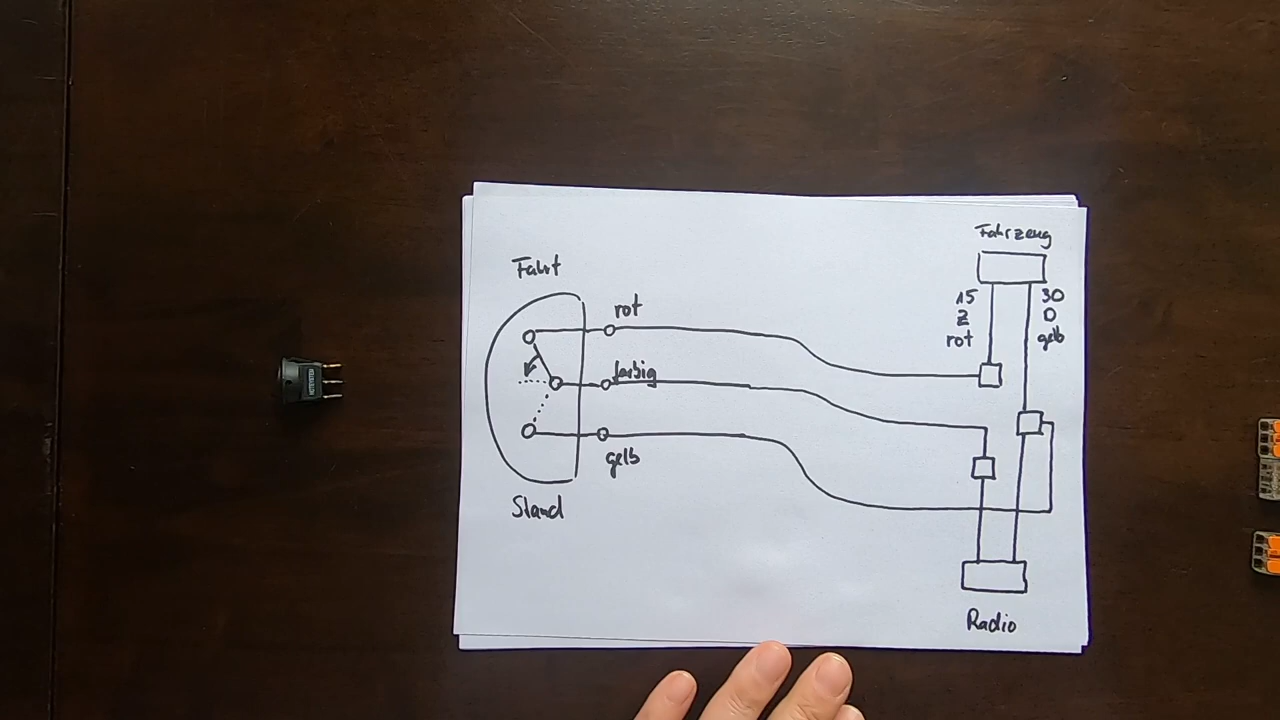 Fahrzeug
Fahrt
15
Z
rot
30
D
gelb
rot
farbig
gelb
Stand
Radio